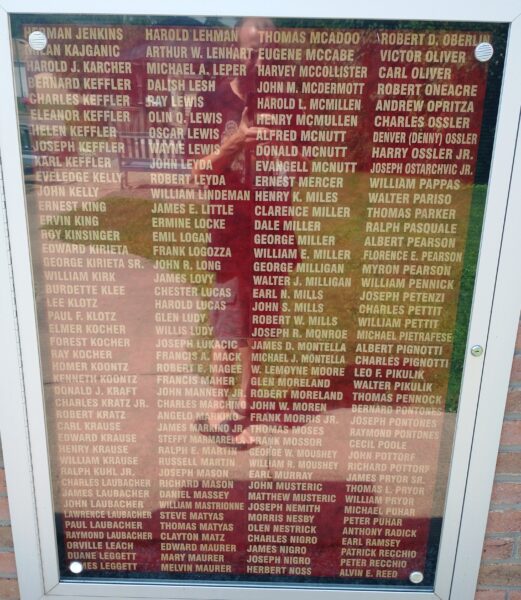 HERMAN JENKINS
KAJGANIC
HAROLD J. KARCHER
BERNARD KEFFLER
CHARLES KEFFLER
ELEANOR KEFFLER
HELEN KEFFLER
JOSEPH KEFFLER
KARL KEFFLER
EVELEDGE KELLY
JOHN KELLY
ERNEST KING
ERVIN KING
ROY KINSINGER
EDWARD KIRIETA
GEORGE KIRIETA SR.
WILLIAM KIRK
BURDETTE KLEE
LEE KLOTZ
PAUL F. KLOTZ
ELMER KOCHER
FOREST KOCHER
RAY KOCHER
HOMER KOONTZ
KENNETH KOONTZ
DONALD J. KRAFT
CHARLES KRATZ JR.
ROBERT KRATZ
CARL KRAUSE
EDWARD KRAUSE
HENRY KRAUSE
WILLIAM KRAUSE
RALPH KUHL JR.
CHARLES LAUBACHER
JAMES LAUBACHER
JOHN LAUBACHER
LAWRENCE LAUBACHER
PAUL LAUBACHER
RAYMOND LAUBACHER
ORVILLE LEACH
DUANE LEGGETT
JAMES LEGGETT
HAROLD LEHMAN
ARTHUR W. LENHART
MICHAEL A. LEPER
DALISH LESH
RAY LEWIS
OLIN Q. LEWIS
OSCAR LEWIS
WAYNE LEWIS
JOHN LEYDA
ROBERT LEYDA
WILLIAM LINDEMAN
JAMES E. LITTLE
ERMINE LOCKE
EMIL LOGAN
FRANK LOGOZZA
JOHN R. LONG
JAMES LOVY
CHESTER LUCAS
HAROLD LUCAS
GLEN LUDY
WILLIS LUDY
JOSEPH LUKACIC
FRANCIS A. MACK
ROBERT E. MAGEE
FRANCIS MAHER
JOHN MANNERY JR.
CHARLES MARCHIN
ANGELO MARINO
JAMES MARINO JR.
STEFFY MARMAREL
RALPH E. MARTIN
RUSSELL MARTIN
JOSEPH MASON
RICHARD MASON
DANIEL MASSEY
WILLIAM MASTRIONNE
STEVE MATYAS
THOMAS MATYAS
CLAYTON MATZ
EDWARD MAURER
MARY MAURER
MELVIN MAURER
THOMAS MCADOO
EUGENE MCCABE
HARVEY MCCOLLISTER
JOHN M. MCDERMOTT
HAROLD L. MCMILLEN
HENRY MCMULLEN
ALFRED MCNUTT
DONALD MCNUTT
EVANGELL MCNUTT
ERNEST MERCER
HENRY K. MILES
CLARENCE MILLER
DALE MILLER
GEORGE MILLER
WILLIAM E. MILLER
GEORGE MILLIGAN
WALTER J. MILLIGAN
EARL N. MILLS
JOHN S. MILLS
ROBERT W. MILLS
JOSEPH R. MONROE
JAMES D. MONTELLA
MICHAEL J. MONTELLA
W. LEMOYNE MOORE
GLEN MORELAND
ROBERT MORELAND
JOHN W. MOREN
FRANK MORRIS JR.
THOMAS MOSES
FRANK MOSSOR
GEORGE W. MOUSHEY
WILLIAM R. MOUSHEY
EARL MURRAY
JOHN MUSTERIC
MATTHEW MUSTERIC
JOSEPH NEMITH
MORRIS NESBY
OLEN NESTRICK
CHARLES NIGRO
JAMES NIGRO
JOSEPH NIGRO
HERBERT NOSS
ROBERT D. OBERLIN
VICTOR OLIVER
CARL OLIVER
ROBERT ONEACRE
ANDREW OPRITZA
CHARLES OSSLER
DENVER (DENNY) OSSLER
HARRY OSSLER JR.
JOSEPH OSTARCHVIC JR.
WILLIAM PAPPAS
WALTER PARISO
THOMAS PARKER
RALPH PASQUALE
ALBERT PEARSON
FLORENCE E. PEARSON
MYRON PEARSON
WILLIAM PENNICK
JOSEPH PETENZI
CHARLES PETTIT
WILLIAM PETTIT
MICHAEL PIETRAFESE
ALBERT PIGNOTTI
CHARLES PIGNOTTI
LEO F. PIKULIK
WALTER PIKULIK
THOMAS PENNOCK
BERNARD PONTONES
JOSEPH PONTONES
RAYMOND PONTONES
CECIL POOLE
JOHN POTTORF
RICHARD POTTORF
JAMES PRYOR SR.
THOMAS L. PRYOR
WILLIAM PRYOR
MICHAEL PUHAR
PETER PUHAR
ANTHONY RADICK
EARL RAMSEY
PATRICK RECCHIO
PETER RECCHIO
ALVIN E. REED